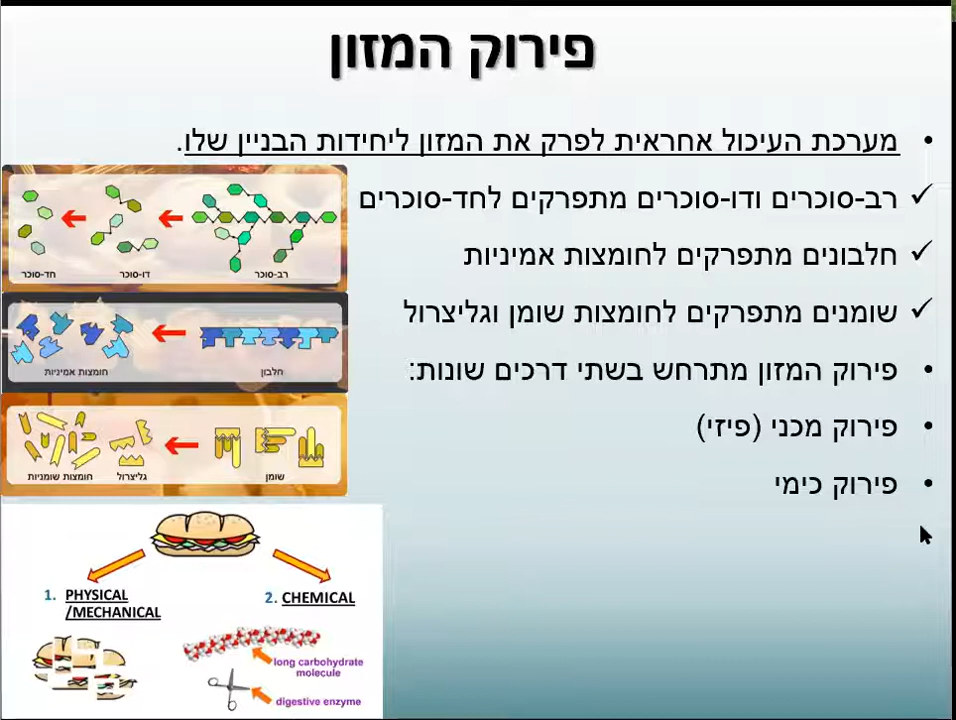 פירוק המזון
מערכת העיכול אחראית לפרק את המזון ליחידות הבניין שלו.
רב-סוכרים ודו-סוכרים מתפרקים לחד-סוכרים
חלבונים מתפרקים לחומצות אמיניות
שומנים מתפרקים לחומצות שומן וגליצרול
פירוק המזון מתרחש בשתי דרכים שונות:
פירוק מכני (פיזי)
פירוק כימי
רב-סוכר
דו-סוכר
חד-סוכר
חלבון
חומצות אמיניות
שומן
גליצרול
חומצות שומניות
1. PHYSICAL
/MECHANICAL
2. CHEMICAL
long carbohydrate
molecule
digestive enzyme